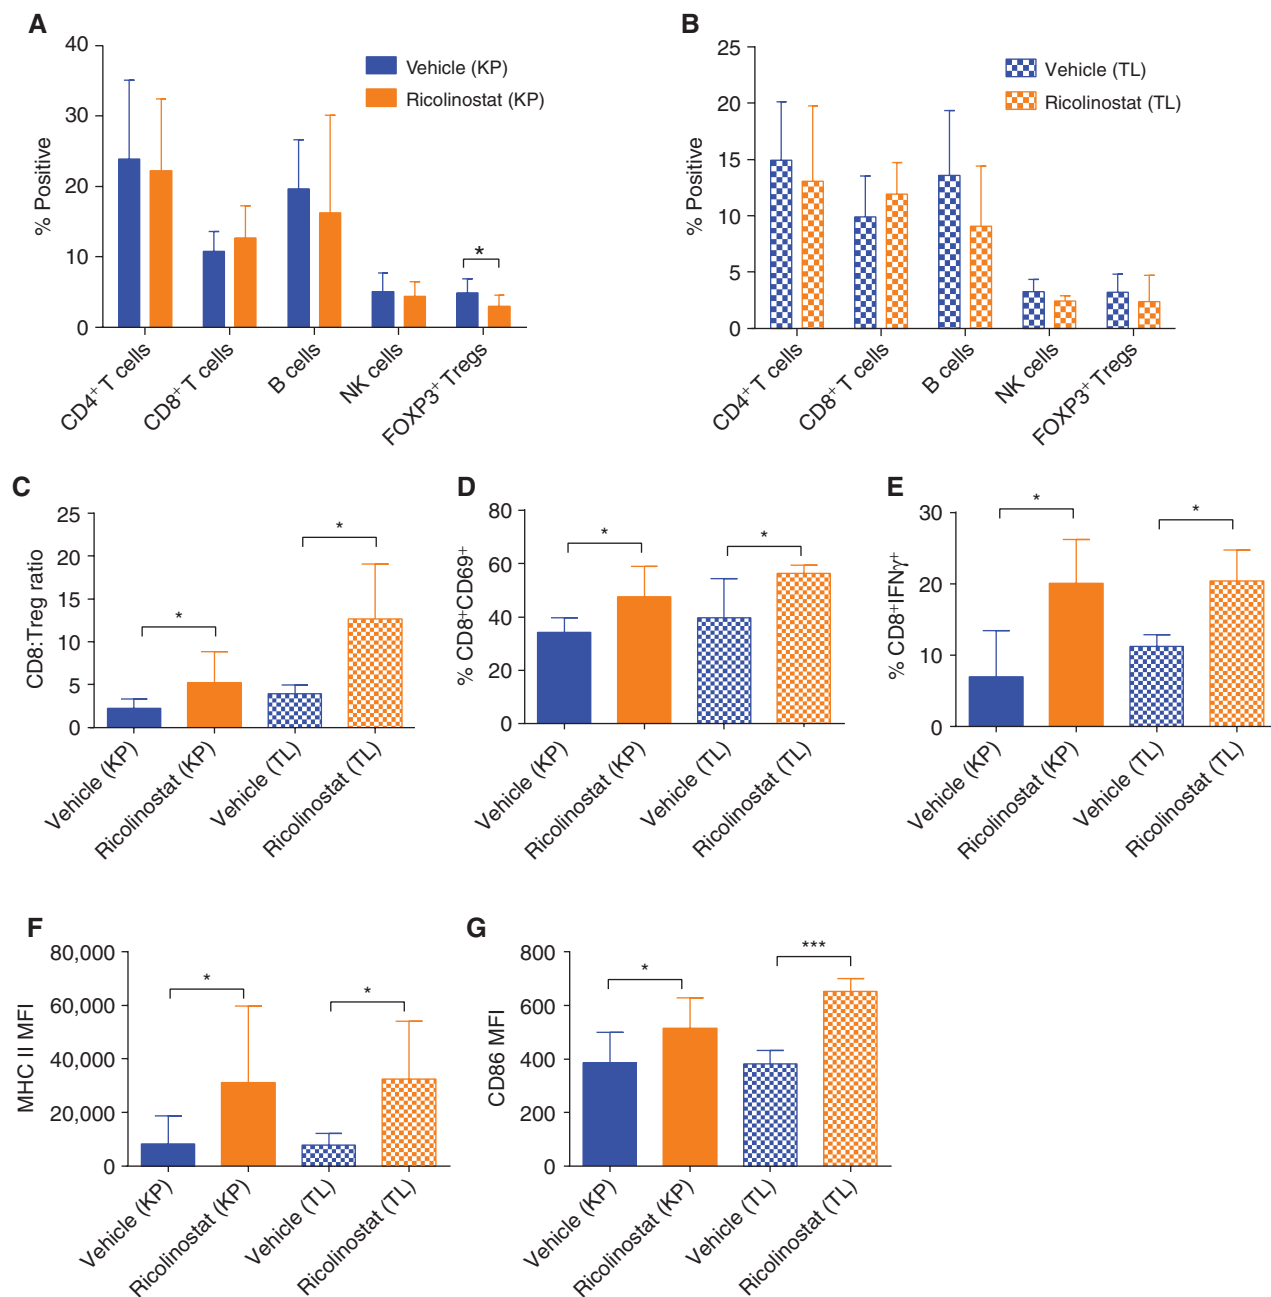 A
% Positive
40
30
20
10
0
Vehicle (KP)
Ricolinostat (KP)
*
CD4⁺ T cells
CD8⁺ T cells
B cells
NK cells
FOXP3⁺ Tregs
B
% Positive
25
20
15
10
5
0
Vehicle (TL)
Ricolinostat (TL)
CD4⁺ T cells
CD8⁺ T cells
B cells
NK cells
FOXP3⁺ Tregs
C
CD8:Treg ratio
25
20
15
10
5
0
*
*
Vehicle (KP)
Ricolinostat (KP)
Vehicle (TL)
Ricolinostat (TL)
D
% CD8⁺CD69⁺
80
60
40
20
0
*
*
Vehicle (KP)
Ricolinostat (KP)
Vehicle (TL)
Ricolinostat (TL)
E
% CD8⁺IFNγ⁺
30
20
10
0
*
*
Vehicle (KP)
Ricolinostat (KP)
Vehicle (TL)
Ricolinostat (TL)
F
MHC II MFI
80,000
60,000
40,000
20,000
0
*
*
Vehicle (KP)
Ricolinostat (KP)
Vehicle (TL)
Ricolinostat (TL)
G
CD86 MFI
800
600
400
200
0
*
***
Vehicle (KP)
Ricolinostat (KP)
Vehicle (TL)
Ricolinostat (TL)